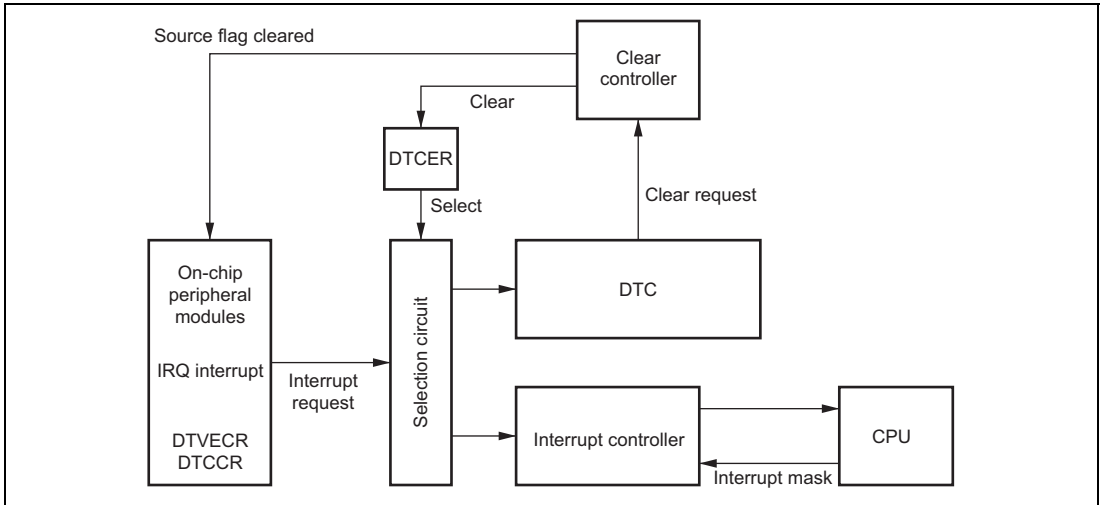 Source flag cleared
Clear
controller
Clear
DTCER
Clear request
Select
On-chip
peripheral
modules
Selection circuit
DTC
IRQ interrupt
Interrupt
request
DTVECR
DTCCR
Interrupt controller
CPU
Interrupt mask